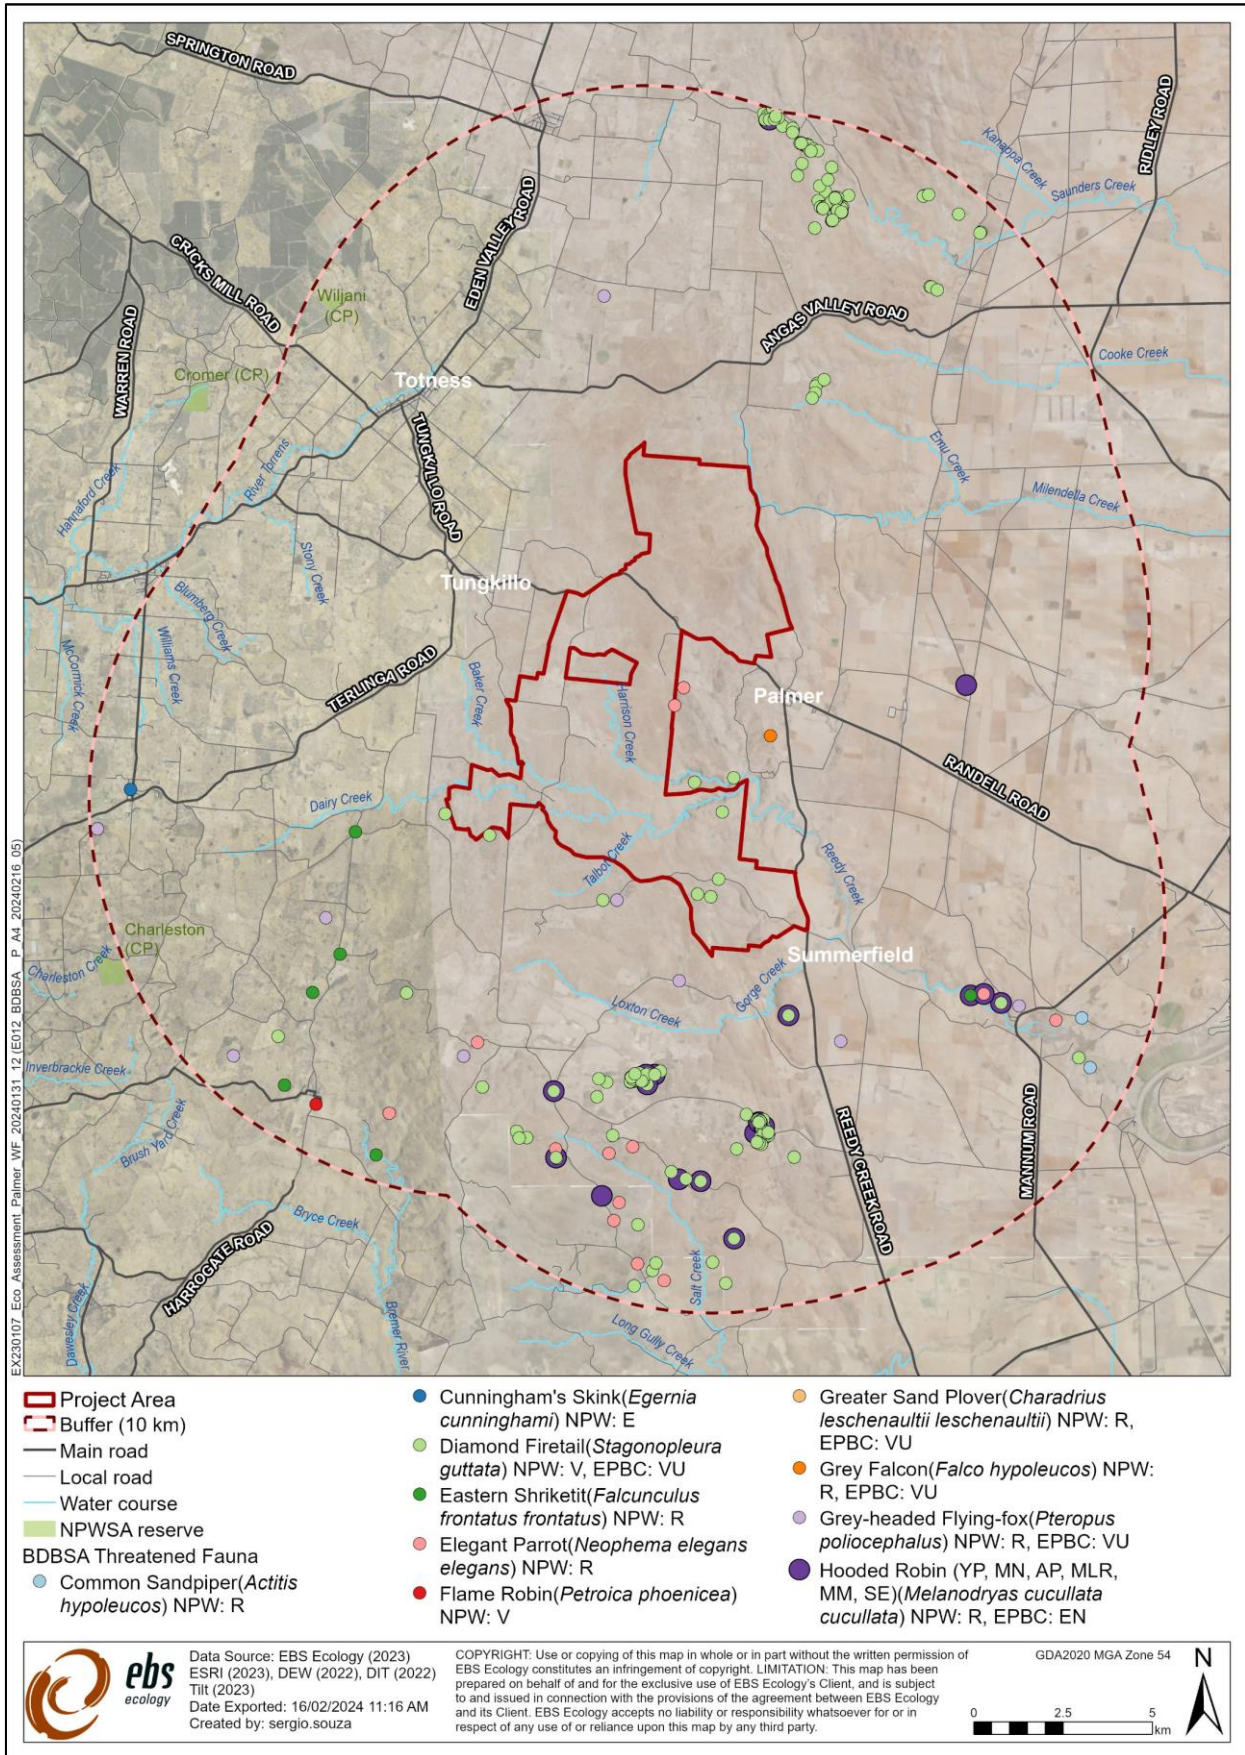 SPRINGTON ROAD
RIDLEY ROAD
Kanappa Creek
Saunders Creek
EDEN VALLEY ROAD
CRICKS MILL ROAD
Wiljani
(CP)
WARREN ROAD
ANGAS VALLEY ROAD
Cooke Creek
Cromer (CP)
Totness
TUNGKILLO ROAD
Hannaford Creek
River Torrens
Emu Creek
Milendella Creek
Stony Creek
Tungkillo
Blumberg Creek
Williams Creek
McCormick Creek
TERLINGA ROAD
Baker Creek
Harrison Creek
Palmer
RANDELL ROAD
Dairy Creek
Talbot Creek
Reedy Creek
Charleston
(CP)
Charleston Creek
Summerfield
Gorge Creek
Loxton Creek
Inverbrackie Creek
Brush Yard Creek
MANNUM ROAD
REEDY CREEK ROAD
Bryce Creek
HARROGATE ROAD
Salt Creek
Dawesley Creek
Bremer River
Long Gully Creek
EX230107_Eco_Assessment_Palmer_WF_20240131_12 (E012_BDBSA__P_A4_20240216_05)
Project Area
Buffer (10 km)
Main road
Local road
Water course
NPWSA reserve
BDBSA Threatened Fauna
Common Sandpiper(Actitis
hypoleucos) NPW: R
Cunningham's Skink(Egernia
cunninghami) NPW: E
Diamond Firetail(Stagonopleura
guttata) NPW: V, EPBC: VU
Eastern Shriketit(Falcunculus
frontatus frontatus) NPW: R
Elegant Parrot(Neophema elegans
elegans) NPW: R
Flame Robin(Petroica phoenicea)
NPW: V
Greater Sand Plover(Charadrius
leschenaultii leschenaultii) NPW: R,
EPBC: VU
Grey Falcon(Falco hypoleucos) NPW:
R, EPBC: VU
Grey-headed Flying-fox(Pteropus
poliocephalus) NPW: R, EPBC: VU
Hooded Robin (YP, MN, AP, MLR,
MM, SE)(Melanodryas cucullata
cucullata) NPW: R, EPBC: EN
ebs
ecology
Data Source: EBS Ecology (2023)
ESRI (2023), DEW (2022), DIT (2022)
Tilt (2023)
Date Exported: 16/02/2024 11:16 AM
Created by: sergio.souza
COPYRIGHT: Use or copying of this map in whole or in part without the written permission of
EBS Ecology constitutes an infringement of copyright. LIMITATION: This map has been
prepared on behalf of and for the exclusive use of EBS Ecology's Client, and is subject
to and issued in connection with the provisions of the agreement between EBS Ecology
and its Client. EBS Ecology accepts no liability or responsibility whatsoever for or in
respect of any use of or reliance upon this map by any third party.
GDA2020 MGA Zone 54
N
0 2.5 5
km